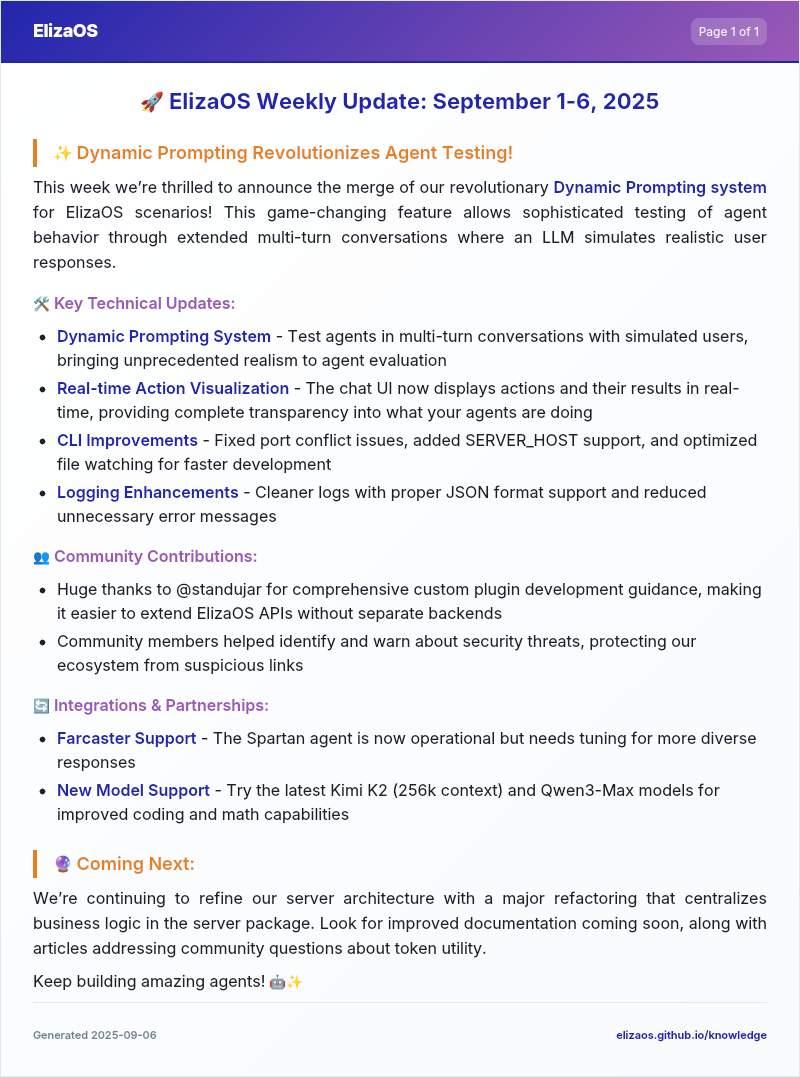 ElizaOS
Page 1 of 1
🚀 ElizaOS Weekly Update: September 1-6, 2025
✨ Dynamic Prompting Revolutionizes Agent Testing!
This week we're thrilled to announce the merge of our revolutionary Dynamic Prompting system
for ElizaOS scenarios! This game-changing feature allows sophisticated testing of agent
behavior through extended multi-turn conversations where an LLM simulates realistic user
responses.
🛠️ Key Technical Updates:
• Dynamic Prompting System - Test agents in multi-turn conversations with simulated users,
bringing unprecedented realism to agent evaluation
• Real-time Action Visualization - The chat UI now displays actions and their results in real-
time, providing complete transparency into what your agents are doing
• CLI Improvements - Fixed port conflict issues, added SERVER_HOST support, and optimized
file watching for faster development
• Logging Enhancements - Cleaner logs with proper JSON format support and reduced
unnecessary error messages
👥 Community Contributions:
• Huge thanks to @standujar for comprehensive custom plugin development guidance, making
it easier to extend ElizaOS APIs without separate backends
• Community members helped identify and warn about security threats, protecting our
ecosystem from suspicious links
🔄 Integrations & Partnerships:
• Farcaster Support - The Spartan agent is now operational but needs tuning for more diverse
responses
• New Model Support - Try the latest Kimi K2 (256k context) and Qwen3-Max models for
improved coding and math capabilities
🔮 Coming Next:
We're continuing to refine our server architecture with a major refactoring that centralizes
business logic in the server package. Look for improved documentation coming soon, along with
articles addressing community questions about token utility.
Keep building amazing agents! 🤖✨
Generated 2025-09-06
elizaos.github.io/knowledge